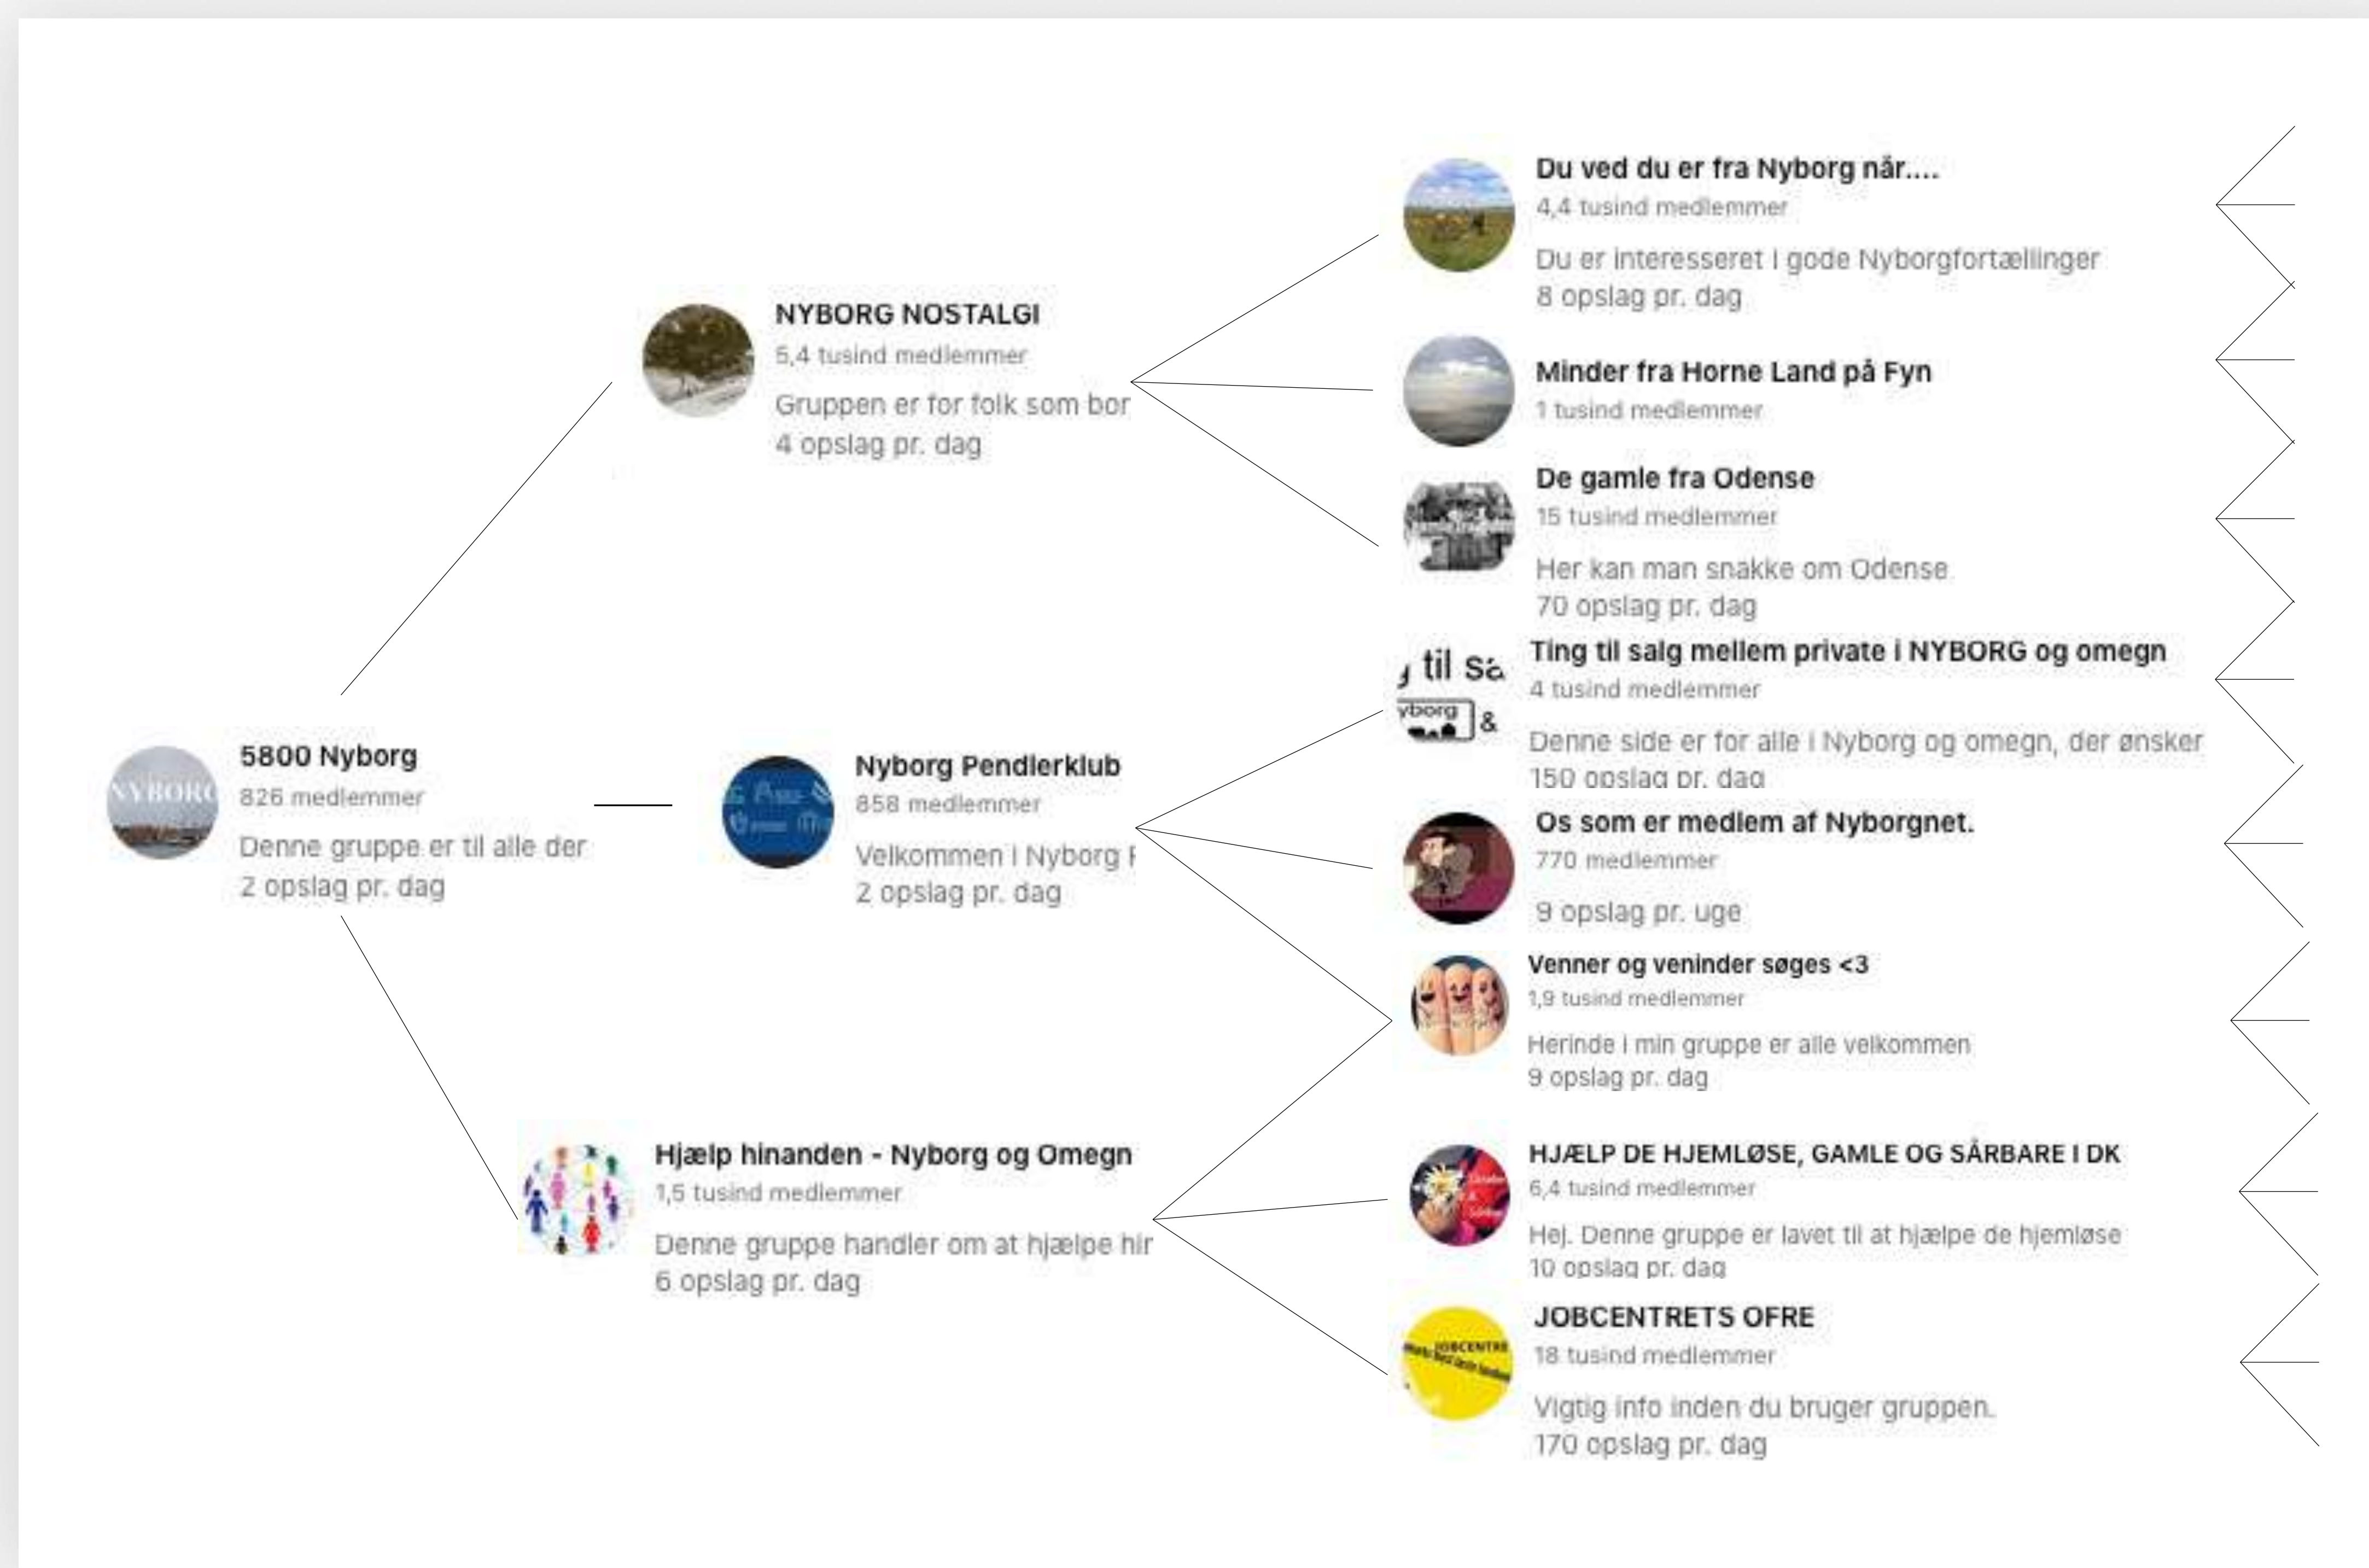 5800 Nyborg
826 medlemmer
Denne gruppe er til alle der
2 opslag pr. dag
NYBORG NOSTALGI
5,4 tusind medlemmer
Gruppen er for folk som bor
4 opslag pr. dag
Nyborg Pendlerklub
858 medlemmer
Velkommen i Nyborg
2 opslag pr. dag
Hjælp hinanden - Nyborg og Omegn
1,5 tusind medlemmer
Denne gruppe handler om at hjælpe hir
6 opslag pr. dag
Du ved du er fra Nyborg når....
4,4 tusind medlemmer
Du er interesseret i gode Nyborgfortællinger
8 opslag pr. dag
Minder fra Horne Land på Fyn
1 tusind medlemmer
De gamle fra Odense
15 tusind medlemmer
Her kan man snakke om Odense
70 opslag pr. dag
til sa
yborg &
Ting til salg mellem private i NYBORG og omegn
4 tusind medlemmer
Denne side er for alle i Nyborg og omegn, der ønsker
150 opslag pr. dag
Os som er medlem af Nyborgnet.
770 medlemmer
9 opslag pr. uge
Venner og veninder søges <3
1,9 tusind medlemmer
Herinde i min gruppe er alle velkommen
9 opslag pr. dag
HJÆLP DE HJEMLØSE, GAMLE OG SÅRBARE I DK
6,4 tusind medlemmer
Hej. Denne gruppe er lavet til at hjælpe de hjemløse
10 opslag pr. dag
JOBCENTRE
JOBCENTRETS OFRE
18 tusind medlemmer
Vigtig info inden du bruger gruppen.
170 opslag pr. dag
NYBORG